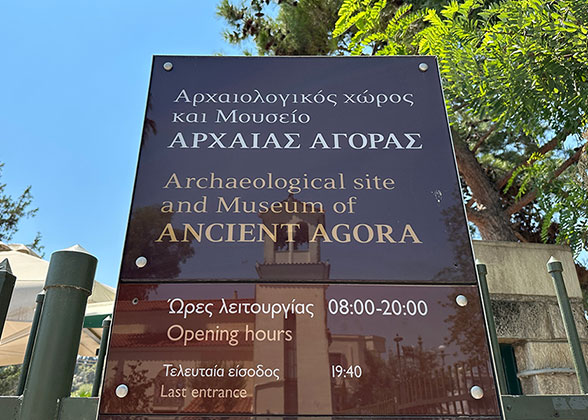 Αρχαιολογικός χώρος
και Μουσείο
ΑΡΧΑΙΑΣ ΑΓΟΡΑΣ
Archaeological site
and Museum of
ANCIENT AGORA
Ώρες λειτουργίας 08:00-20:00
Opening hours
Τελευταία είσοδος 19:40
Last entrance